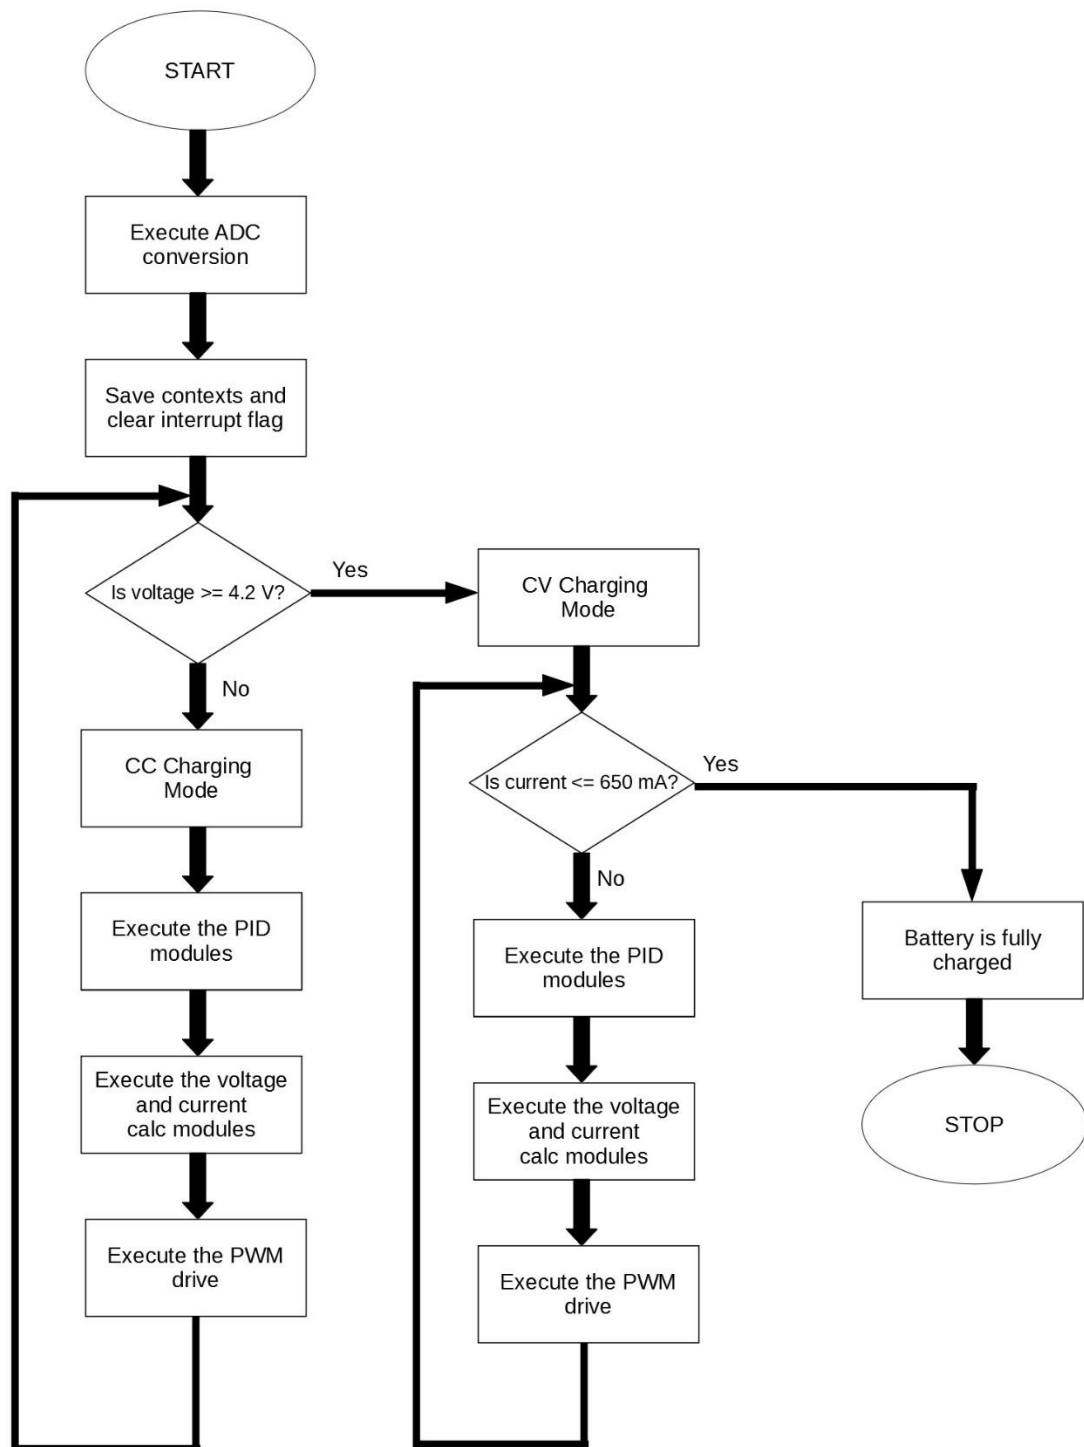 START
Execute ADC
conversion
Save contexts and
clear interrupt flag
Is voltage >= 4.2 V?
Yes
No
CC Charging
Mode
Execute the PID
modules
Execute the voltage
and current
calc modules
Execute the PWM
drive
CV Charging
Mode
Is current <= 650 mA?
Yes
No
Execute the PID
modules
Execute the voltage
and current
calc modules
Execute the PWM
drive
Battery is fully
charged
STOP